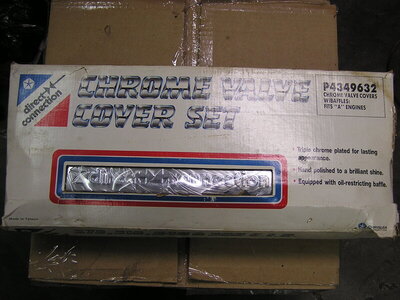 direct
connection
CHROME VALVE
COVER SET
P4349632
CHROME VALVE COVERS
W/BAFFLES:
FITS "A" ENGINES
• Triple chrome plated for lasting
appearance.
• Hand polished to a brilliant shine.
• Equipped with oil-restricting baffle.
direct connection
Made in Taiwan
CHRYSLER